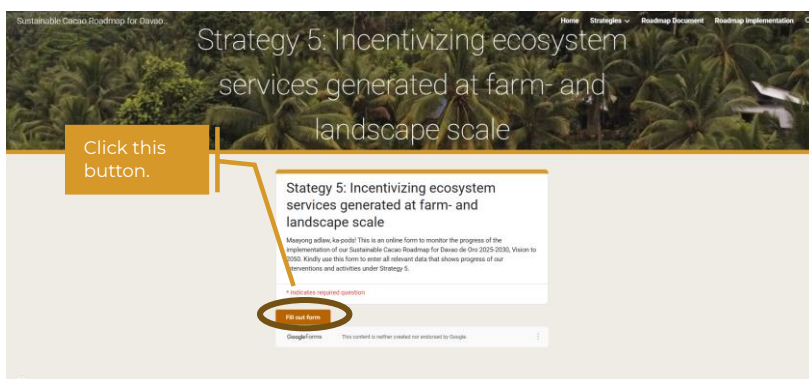 Sustainable Cacao Roadmap for Davao...
Home Strategies Roadmap Document Roadmap Implementation
Strategy 5: Incentivizing ecosystem
services generated at farm- and
landscape scale
Click this
button.
Stategy 5: Incentivizing ecosystem
services generated at farm- and
landscape scale
Maayong adlaw, ka-pods! This is an online form to monitor the progress of the
implementation of our Sustainable Cacao Roadmap for Davao de Oro 2025-2030, Vision to
2050. Kindly use this form to enter all relevant data that shows progress of our
interventions and activities under Strategy 5.
* Indicates required question
Fill out form
Google Forms This content is neither created nor endorsed by Google.